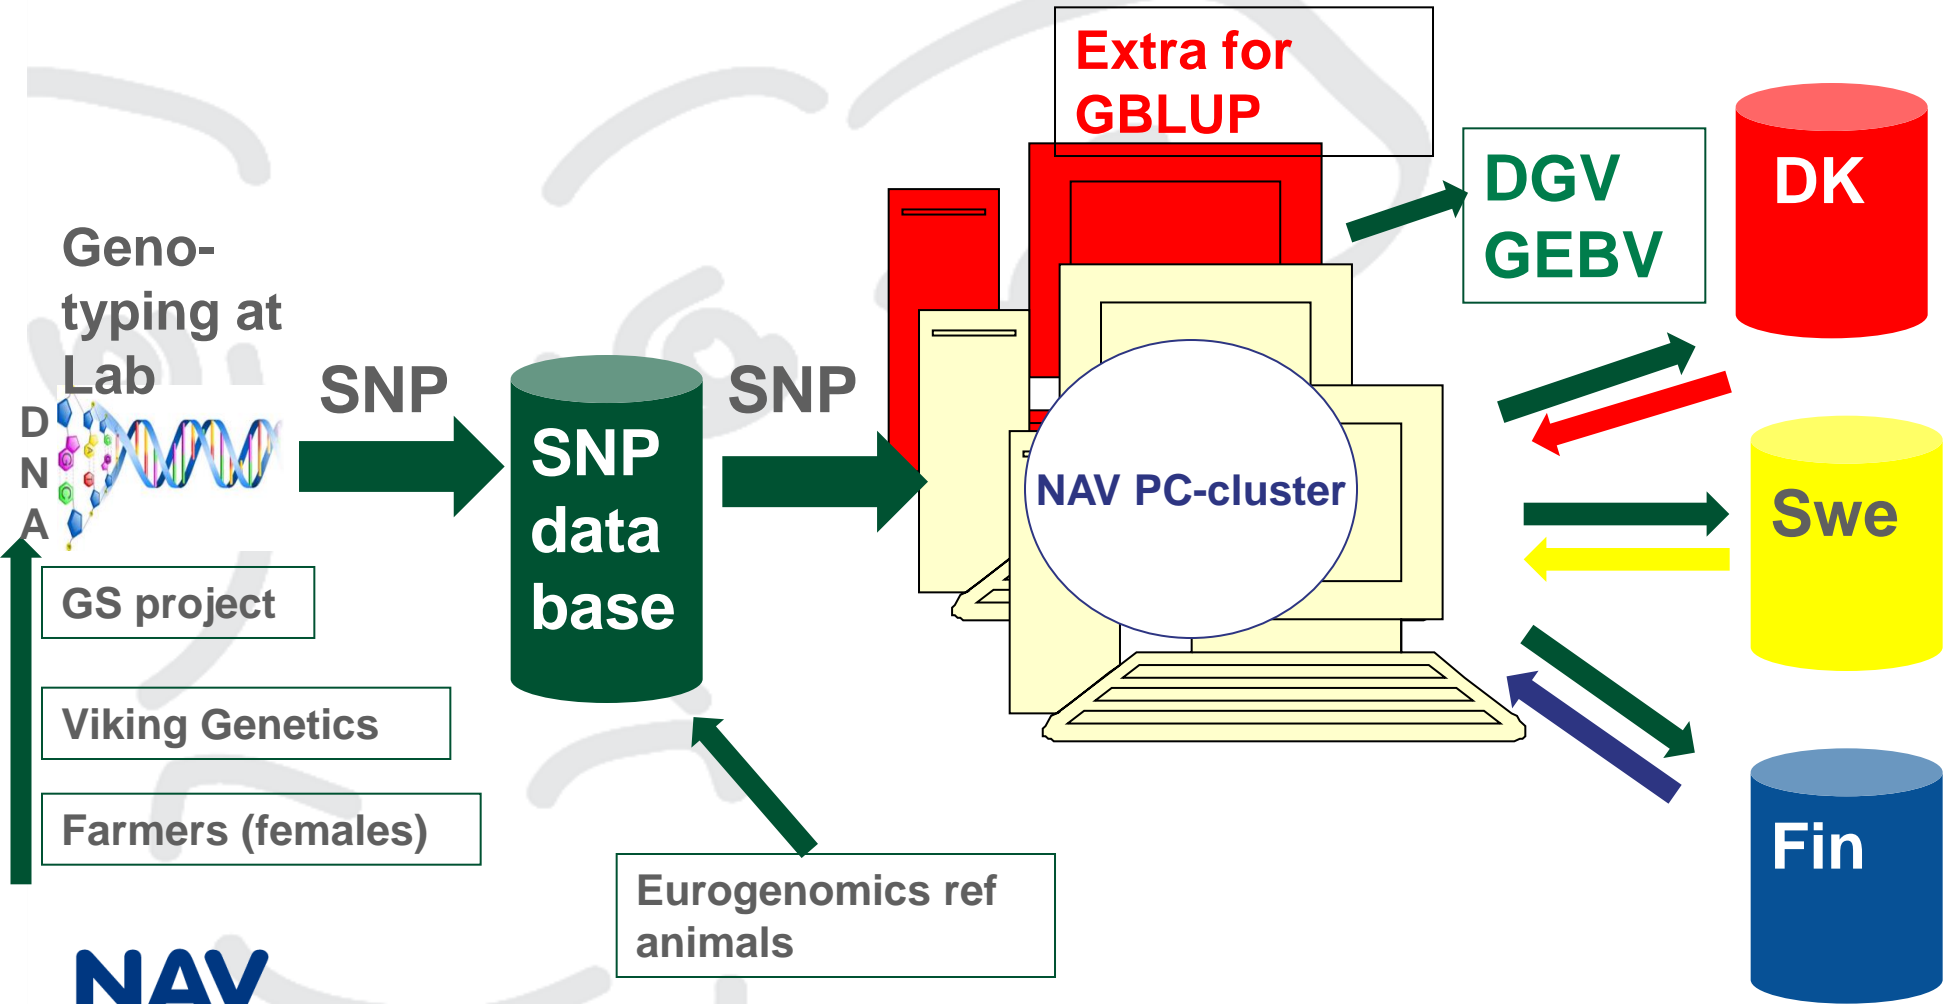 Extra for
GBLUP
DGV
GEBV
DK
Geno-
typing at
Lab
D
N
A
SNP
SNP
data
base
SNP
NAV PC-cluster
Swe
GS project
Viking Genetics
Farmers (females)
Eurogenomics ref
animals
Fin
NAV